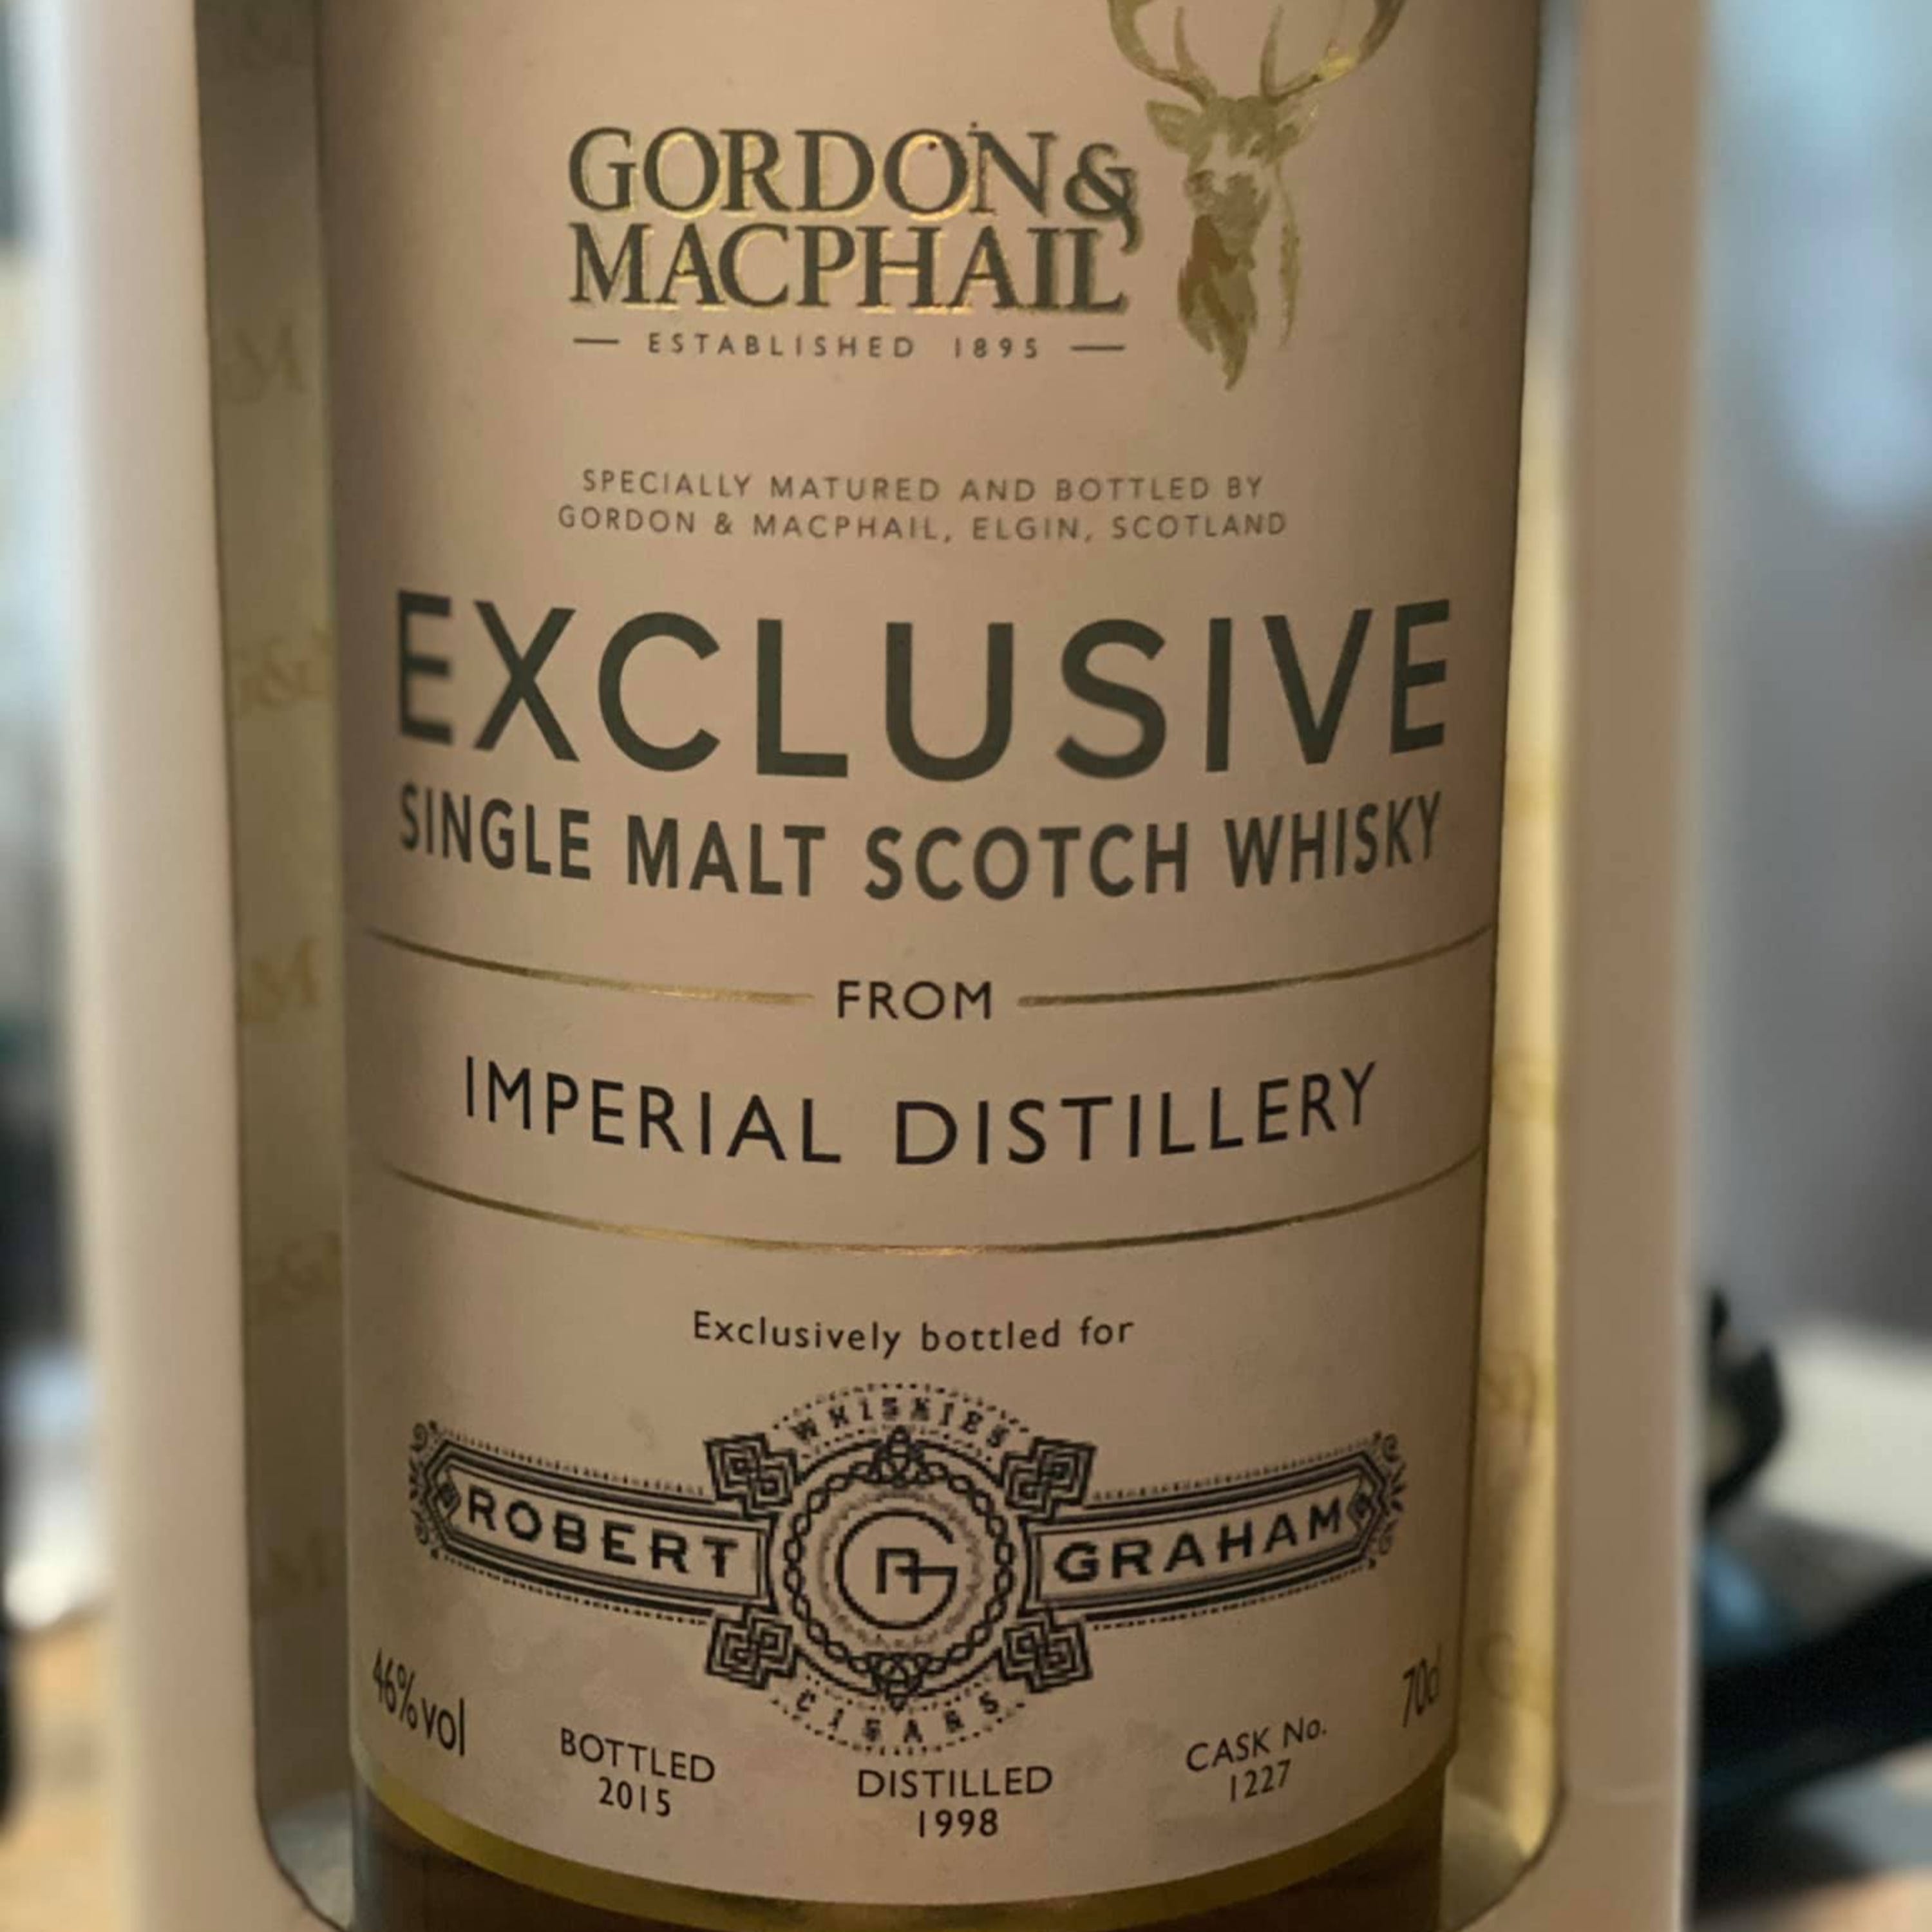 GORDON &
MACPHAIL
ESTABLISHED 1895
SPECIALLY MATURED AND BOTTLED BY
GORDON & MACPHAIL, ELGIN, SCOTLAND
EXCLUSIVE
SINGLE MALT SCOTCH WHISKY
FROM
IMPERIAL DISTILLERY
Exclusively bottled for
WHISKIES
ROBERT RG GRAHAM
CIGARS
46%vol
70cl
BOTTLED
2015
DISTILLED
1998
CASK No.
1227